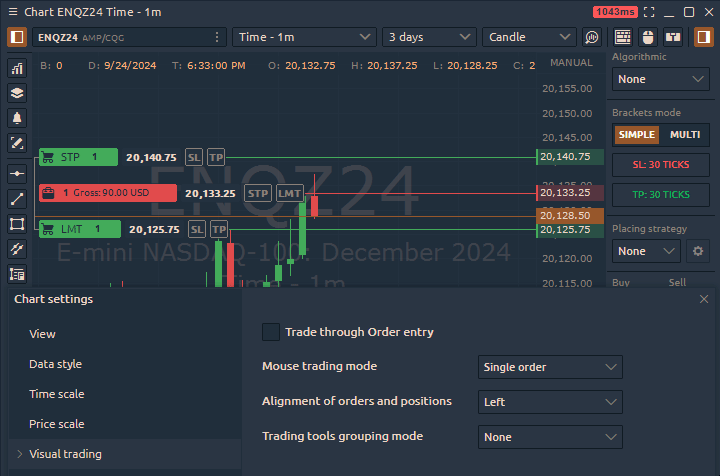 Chart ENQZ24 Time - 1m
1043ms
ENQZ24 AMP/CQG
Time - 1m
3 days
Candle
B: 0 D: 9/24/2024 T: 6:33:00 PM O: 20,132.75 H: 20,137.25 L: 20,128.25 C: 2
MANUAL
20,155.00
20,150.00
20,145.00
STP 1 20,140.75 SL TP
20,140.75
1 Gross: 90.00 USD 20,133.25 STP LMT
20,133.25
20,128.50
LMT 1 20,125.75 SL TP
20,125.75
20,120.00
20,115.00
ENQZ24
E-mini NASDAQ-100: December 2024
Time - 1m
Algorithmic
None
Brackets mode
SIMPLE MULTI
SL: 30 TICKS
TP: 30 TICKS
Placing strategy
None
Buy Sell
Chart settings
View
Data style
Time scale
Price scale
Visual trading
Trade through Order entry
Mouse trading mode Single order
Alignment of orders and positions Left
Trading tools grouping mode None